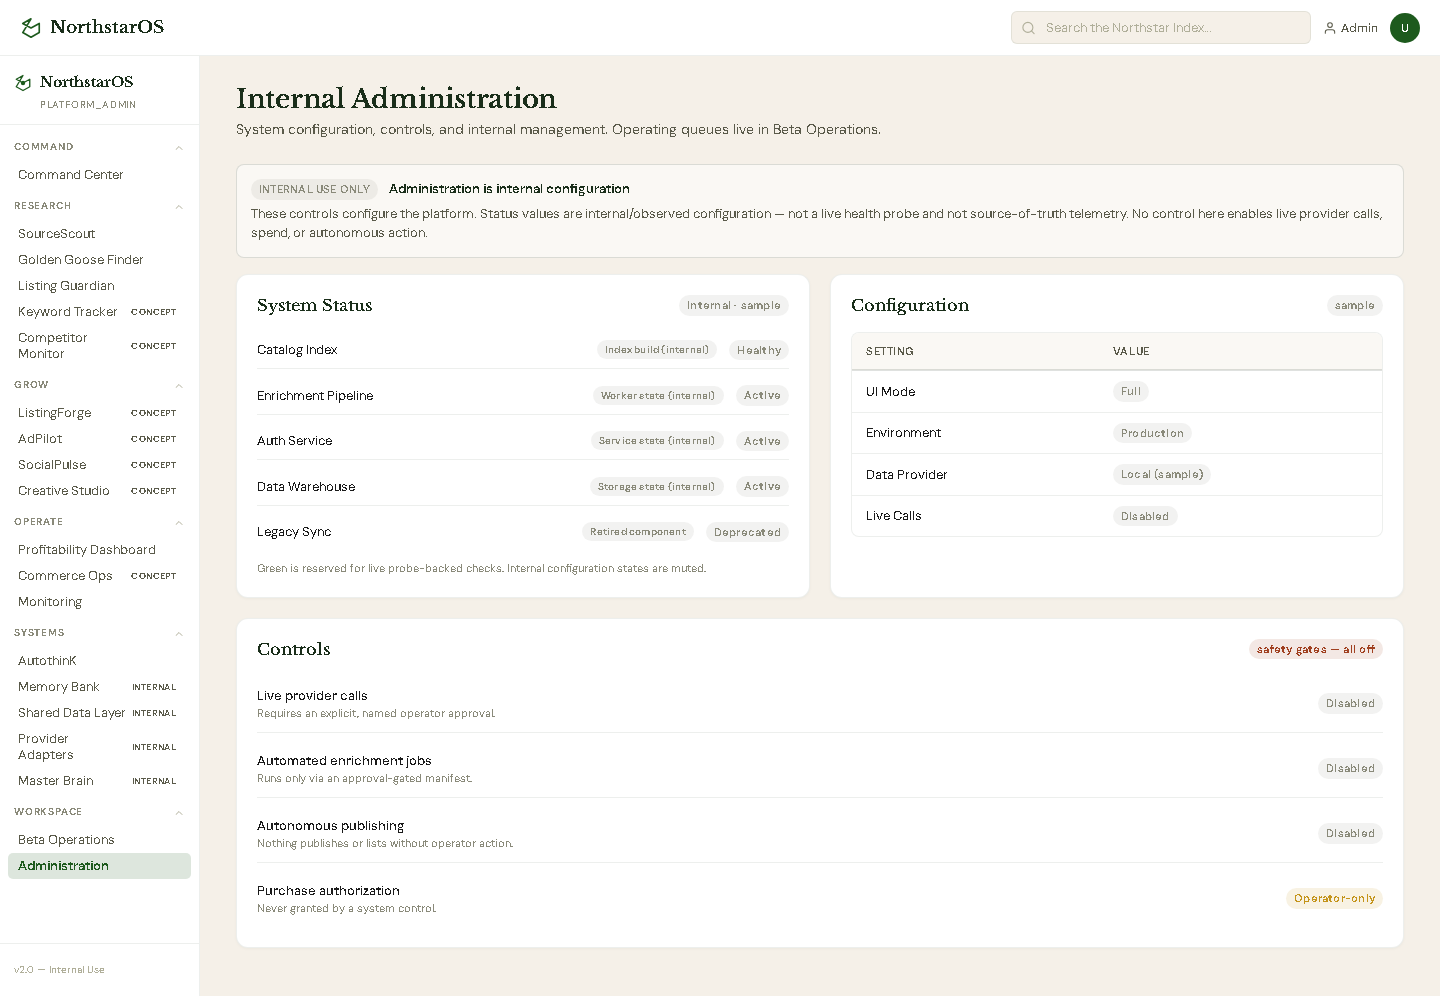 NorthstarOS
Search the Northstar Index...
Admin
U
NorthstarOS
PLATFORM_ADMIN
COMMAND
Command Center
RESEARCH
SourceScout
Golden Goose Finder
Listing Guardian
Keyword Tracker CONCEPT
Competitor
Monitor
CONCEPT
GROW
ListingForge CONCEPT
AdPilot CONCEPT
SocialPulse CONCEPT
Creative Studio CONCEPT
OPERATE
Profitability Dashboard
Commerce Ops CONCEPT
Monitoring
SYSTEMS
AutothinK
Memory Bank INTERNAL
Shared Data Layer INTERNAL
Provider
Adapters
INTERNAL
Master Brain INTERNAL
WORKSPACE
Beta Operations
Administration
v2.0 — Internal Use
Internal Administration
System configuration, controls, and internal management. Operating queues live in Beta Operations.
INTERNAL USE ONLY Administration is internal configuration
These controls configure the platform. Status values are internal/observed configuration — not a live health probe and not source-of-truth telemetry. No control here enables live provider calls,
spend, or autonomous action.
System Status Internal · sample
Catalog Index Index build (internal) Healthy
Enrichment Pipeline Worker state (internal) Active
Auth Service Service state (internal) Active
Data Warehouse Storage state (internal) Active
Legacy Sync Retired component Deprecated
Green is reserved for live probe-backed checks. Internal configuration states are muted.
Configuration sample
SETTING VALUE
UI Mode Full
Environment Production
Data Provider Local (sample)
Live Calls Disabled
Controls safety gates — all off
Live provider calls
Requires an explicit, named operator approval.
Disabled
Automated enrichment jobs
Runs only via an approval-gated manifest.
Disabled
Autonomous publishing
Nothing publishes or lists without operator action.
Disabled
Purchase authorization
Never granted by a system control.
Operator-only